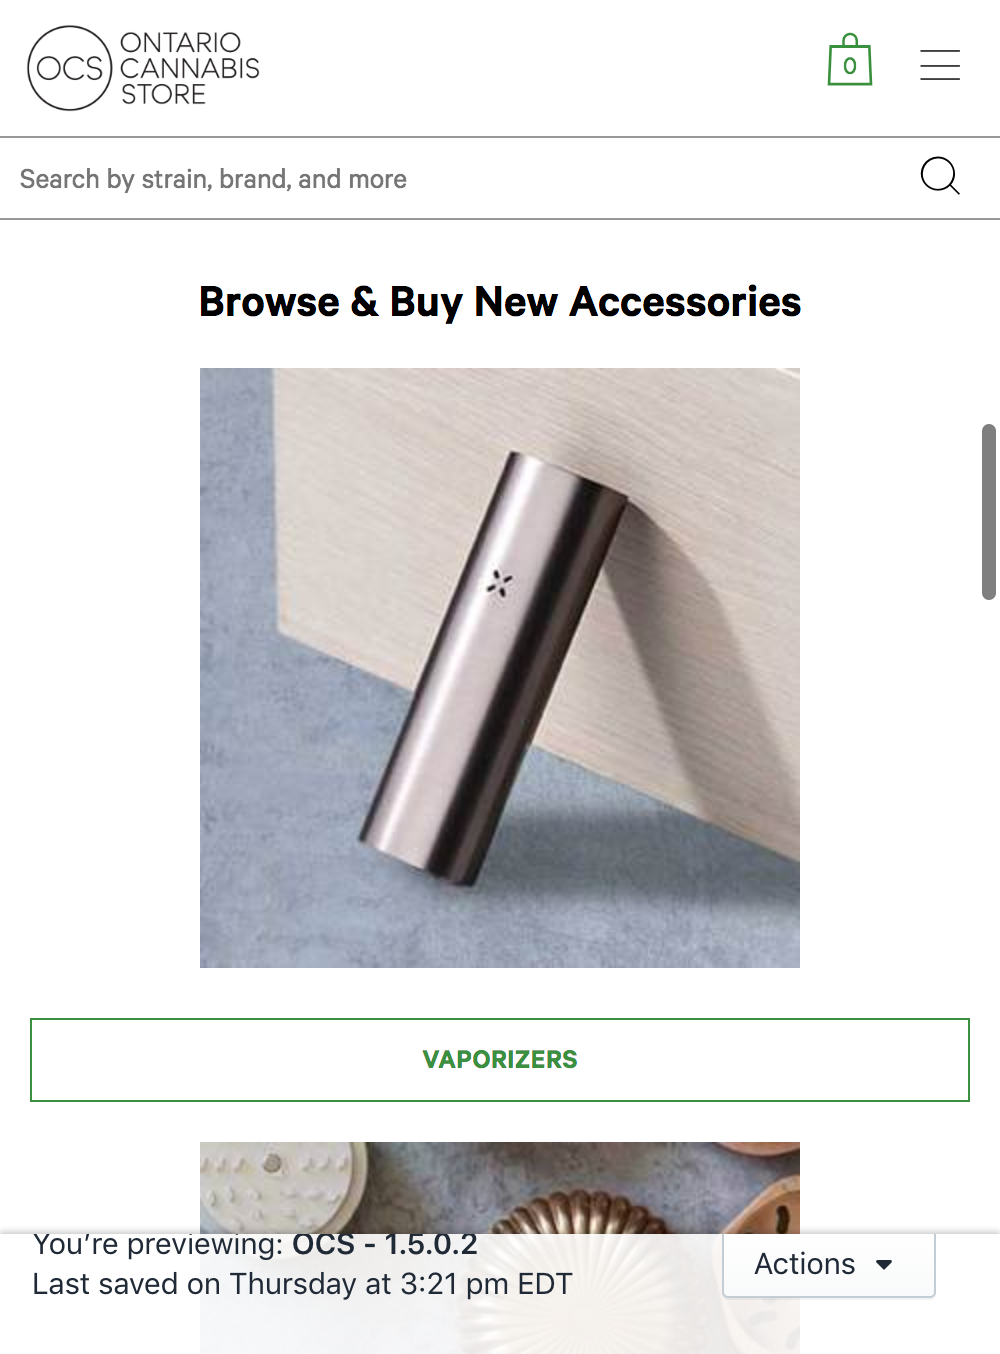 OCS
ONTARIO
CANNABIS
STORE
0
Search by strain, brand, and more
Browse & Buy New Accessories
VAPORIZERS
You’re previewing: OCS - 1.5.0.2
Last saved on Thursday at 3:21 pm EDT
Actions